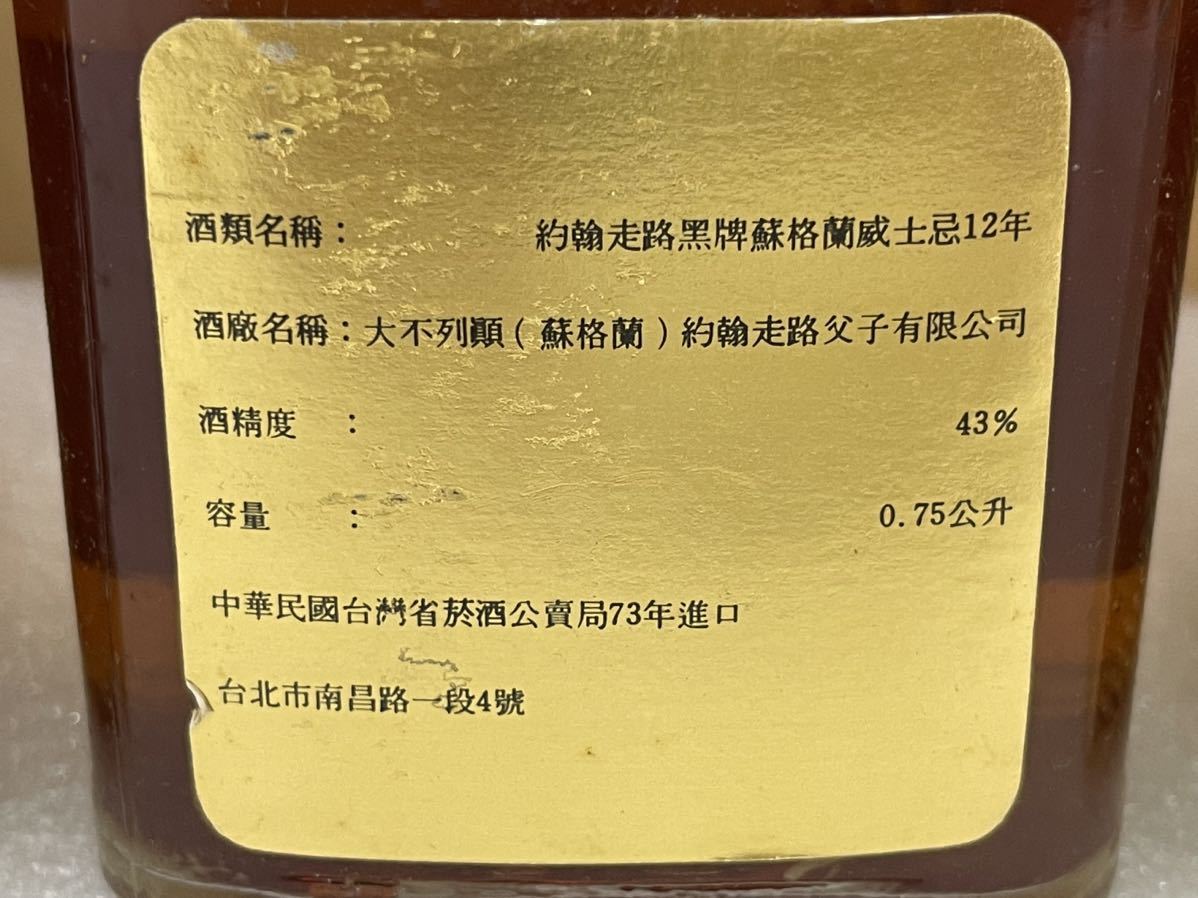 酒類名稱：約翰走路黑牌蘇格蘭威士忌12年
酒廠名稱：大不列顛（蘇格蘭）約翰走路父子有限公司
酒精度：43%
容量：0.75公升
中華民國台灣省菸酒公賣局73年進口
台北市南昌路一段4號